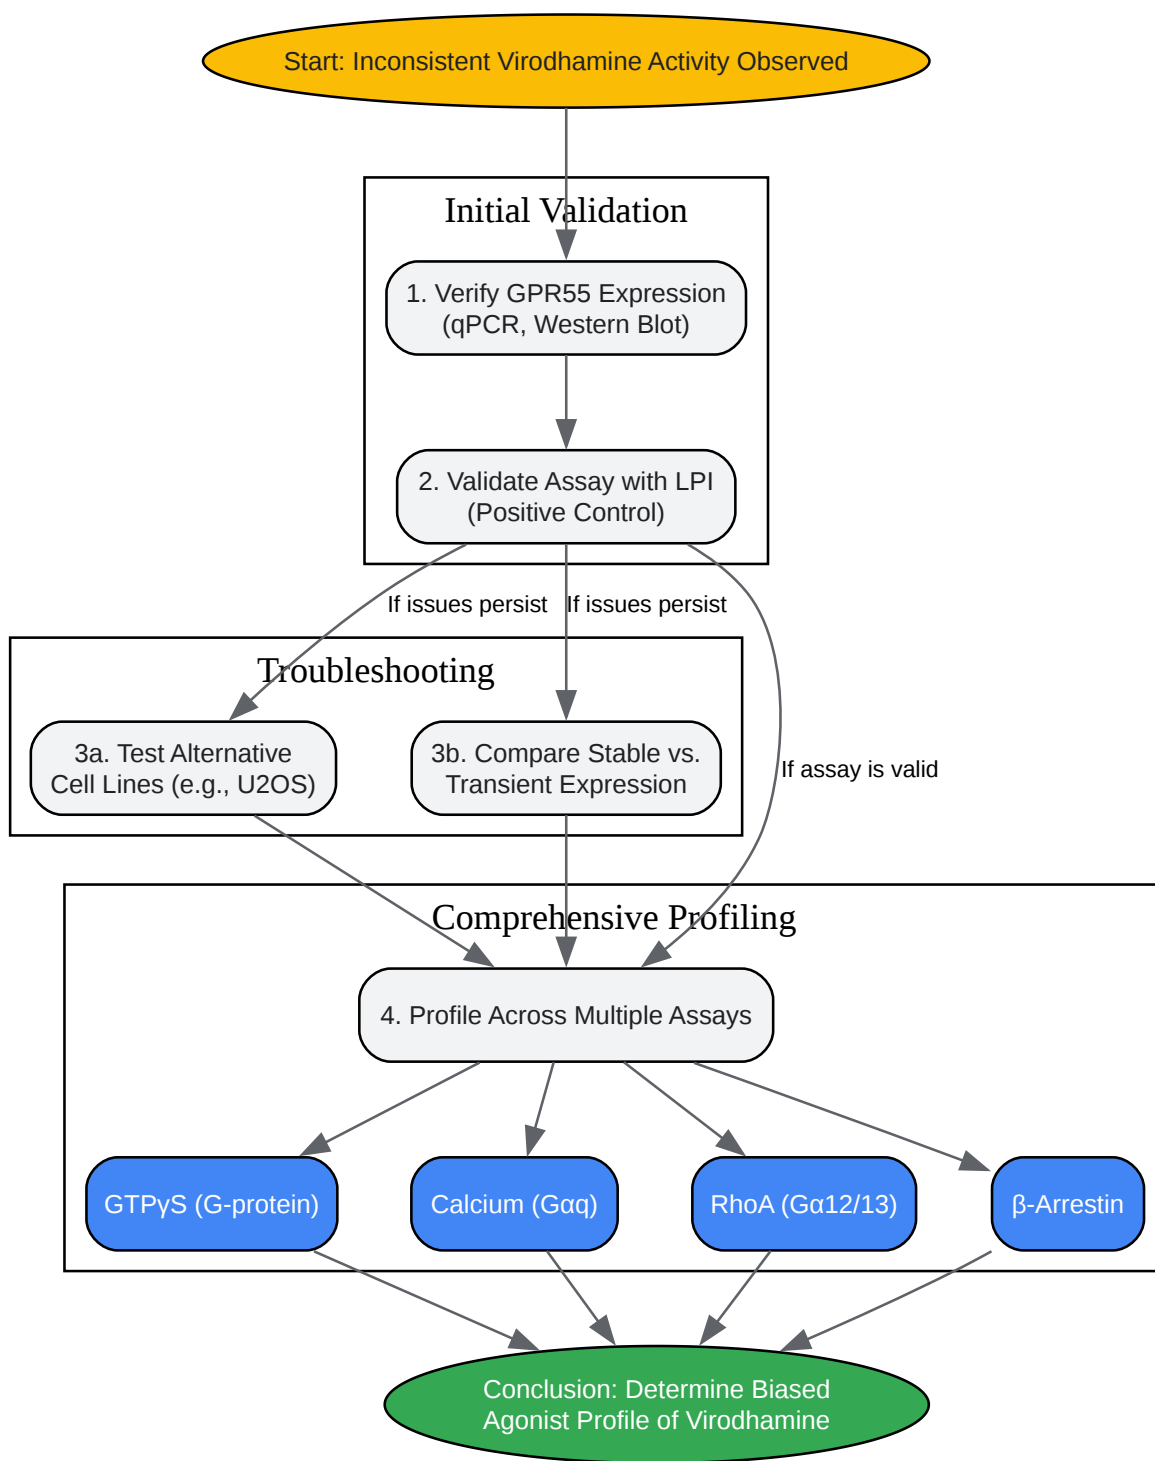 Start: Inconsistent Virodhamine Activity Observed
Initial Validation
1. Verify GPR55 Expression
(qPCR, Western Blot)
2. Validate Assay with LPI
(Positive Control)
If issues persist
If issues persist
Troubleshooting
3a. Test Alternative
Cell Lines (e.g., U2OS)
3b. Compare Stable vs.
Transient Expression
If assay is valid
Comprehensive Profiling
4. Profile Across Multiple Assays
GTPγS (G-protein)
Calcium (Gαq)
RhoA (Gα12/13)
β-Arrestin
Conclusion: Determine Biased
Agonist Profile of Virodhamine